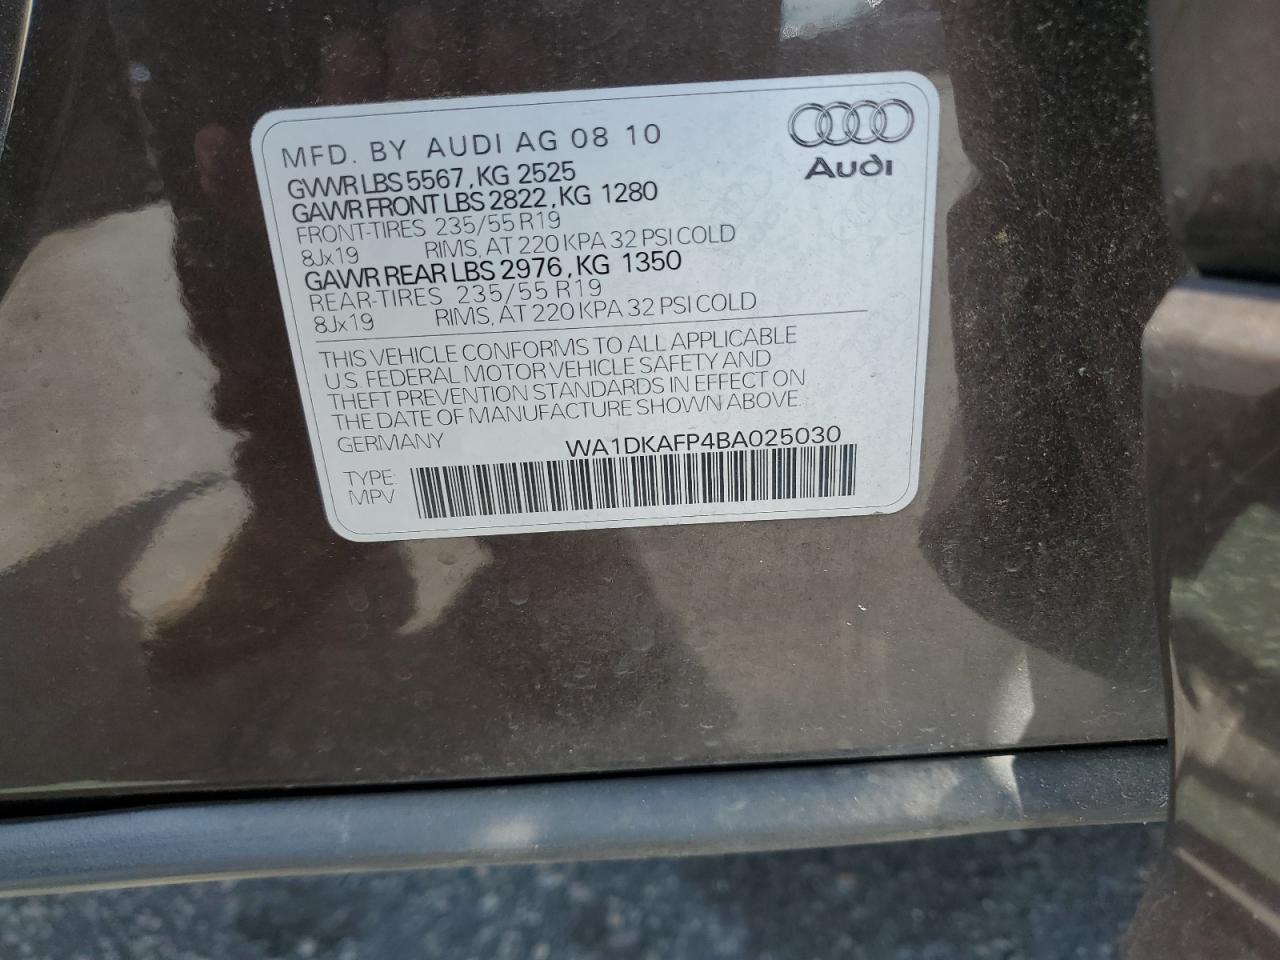 MFD. BY AUDI AG 08 10
Audi
GVWR LBS 5567, KG 2525
GAWR FRONT LBS 2822, KG 1280
FRONT-TIRES 235/55 R19
8Jx19 RIMS, AT 220 KPA 32 PSI COLD
GAWR REAR LBS 2976, KG 1350
REAR-TIRES 235/55 R19
8Jx19 RIMS, AT 220 KPA 32 PSI COLD
THIS VEHICLE CONFORMS TO ALL APPLICABLE
U.S. FEDERAL MOTOR VEHICLE SAFETY AND
THEFT PREVENTION STANDARDS IN EFFECT ON
THE DATE OF MANUFACTURE SHOWN ABOVE.
GERMANY WA1DKAFP4BA025030
TYPE:
MPV